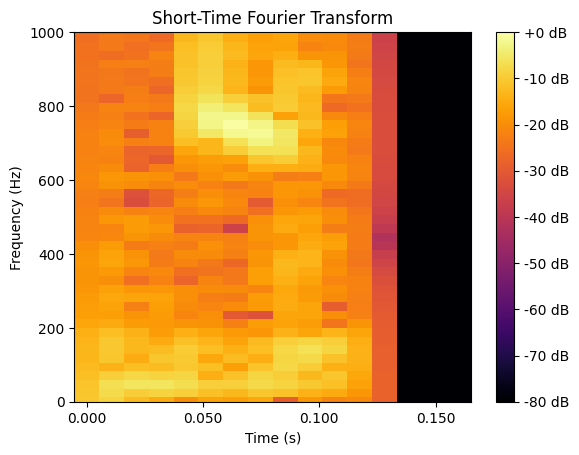 Short-Time Fourier Transform
1000
800
600
400
200
0
Frequency (Hz)
0.000
0.050
0.100
0.150
Time (s)
+0 dB
-10 dB
-20 dB
-30 dB
-40 dB
-50 dB
-60 dB
-70 dB
-80 dB